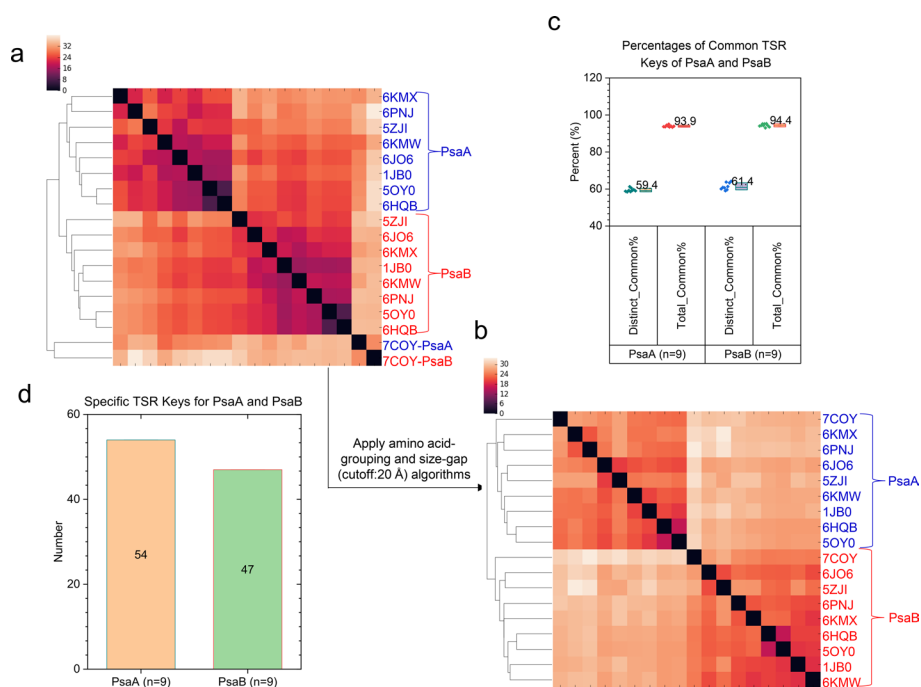 a
32
24
16
8
0
6KMX
6PNJ
5ZJI
6KMW
6JO6
1JB0
5OY0
6HQB
PsaA
5ZJI
6JO6
6KMX
1JB0
6KMW
6PNJ
5OY0
6HQB
PsaB
7COY-PsaA
7COY-PsaB
c
Percentages of Common TSR
Keys of PsaA and PsaB
Percent (%)
120
100
80
60
40
59.4
93.9
61.4
94.4
Distinct_Common%
Total_Common%
Distinct_Common%
Total_Common%
PsaA (n=9)
PsaB (n=9)
d
Specific TSR Keys for PsaA and PsaB
Number
60
40
20
0
54
47
PsaA (n=9)
PsaB (n=9)
Apply amino acid-
grouping and size-gap
(cutoff:20 Å) algorithms
b
30
24
18
12
6
0
7COY
6KMX
6PNJ
6JO6
5ZJI
6KMW
1JB0
6HQB
5OY0
PsaA
7COY
6JO6
5ZJI
6PNJ
6KMX
6HQB
5OY0
1JB0
6KMW
PsaB